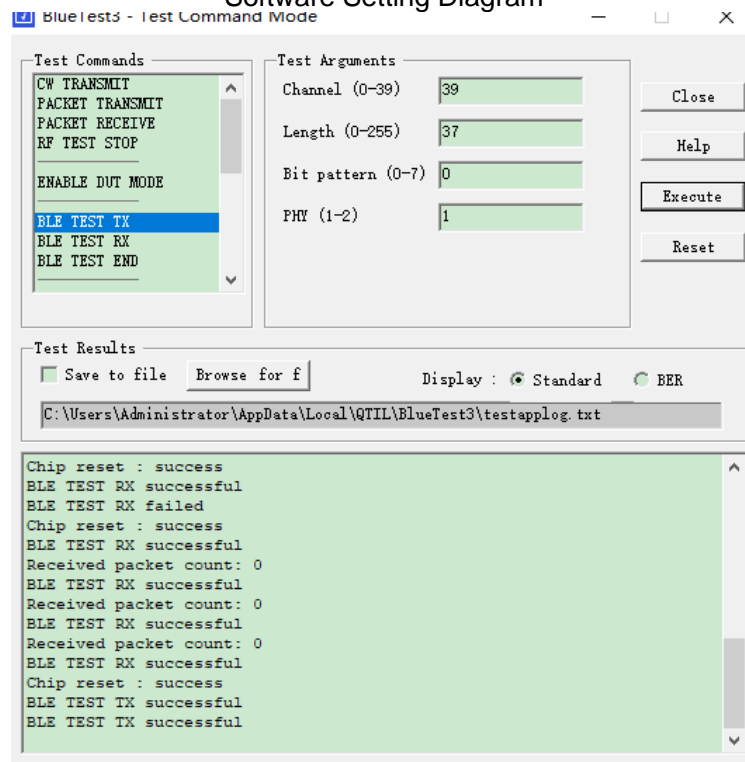 Software Setting Diagram
BlueTest3 - Test Command Mode
Test Commands
CW TRANSMIT
PACKET TRANSMIT
PACKET RECEIVE
RF TEST STOP
ENABLE DUT MODE
BLE TEST TX
BLE TEST RX
BLE TEST END
Test Arguments
Channel (0-39) 39
Length (0-255) 37
Bit pattern (0-7) 0
PHY (1-2) 1
Close
Help
Execute
Reset
Test Results
Save to file Browse for f Display : Standard BER
C:\Users\Administrator\AppData\Local\QTIL\BlueTest3\testapplog.txt
Chip reset : success
BLE TEST RX successful
BLE TEST RX failed
Chip reset : success
BLE TEST RX successful
Received packet count: 0
BLE TEST RX successful
Received packet count: 0
BLE TEST RX successful
Received packet count: 0
BLE TEST RX successful
Chip reset : success
BLE TEST TX successful
BLE TEST TX successful